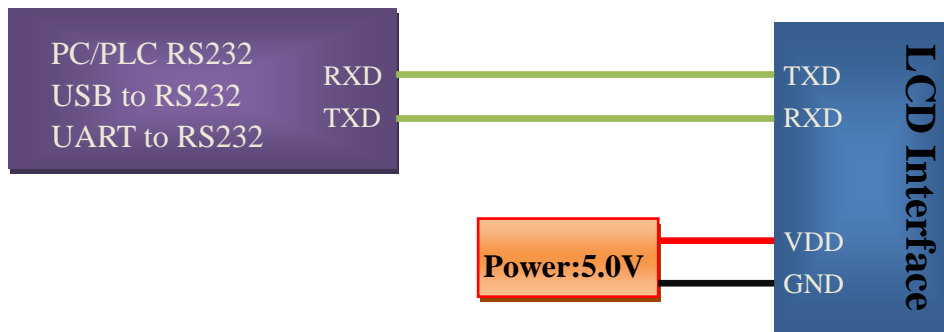 PC/PLC RS232
USB to RS232
UART to RS232
RXD
TXD
TXD
RXD
VDD
GND
LCD Interface
Power:5.0V